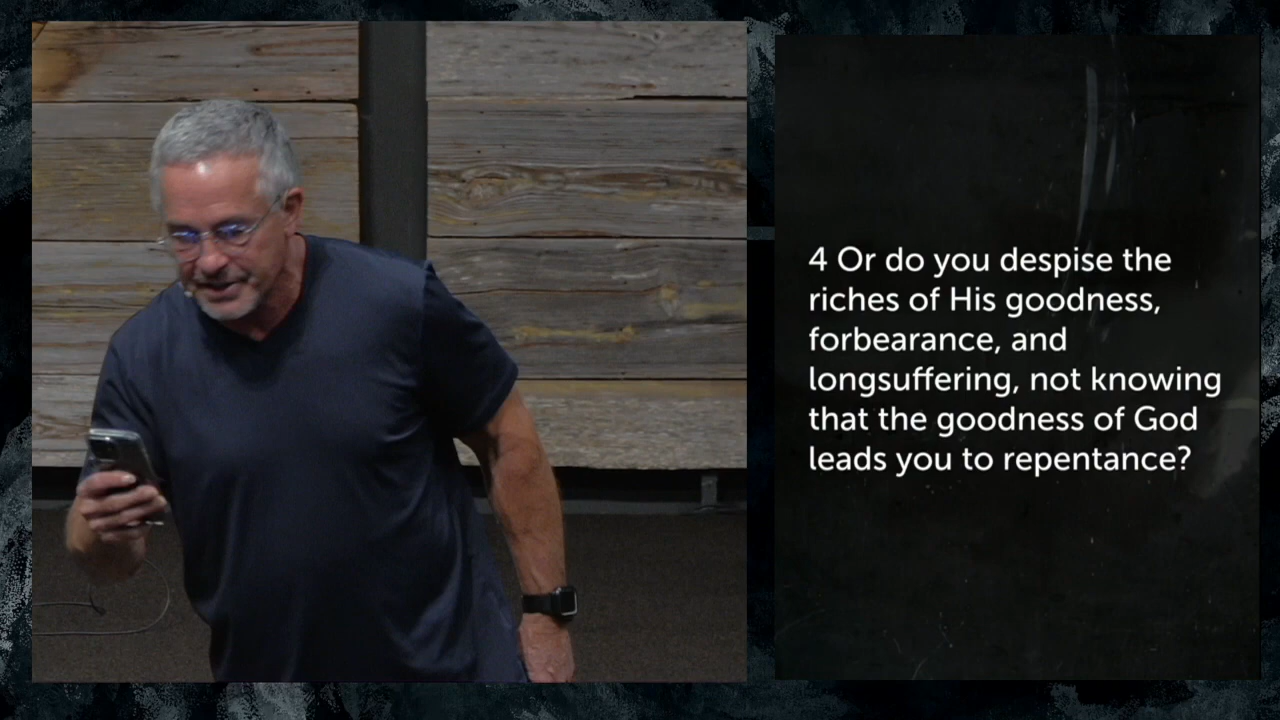 4 Or do you despise the
riches of His goodness,
forbearance, and
longsuffering, not knowing
that the goodness of God
leads you to repentance?